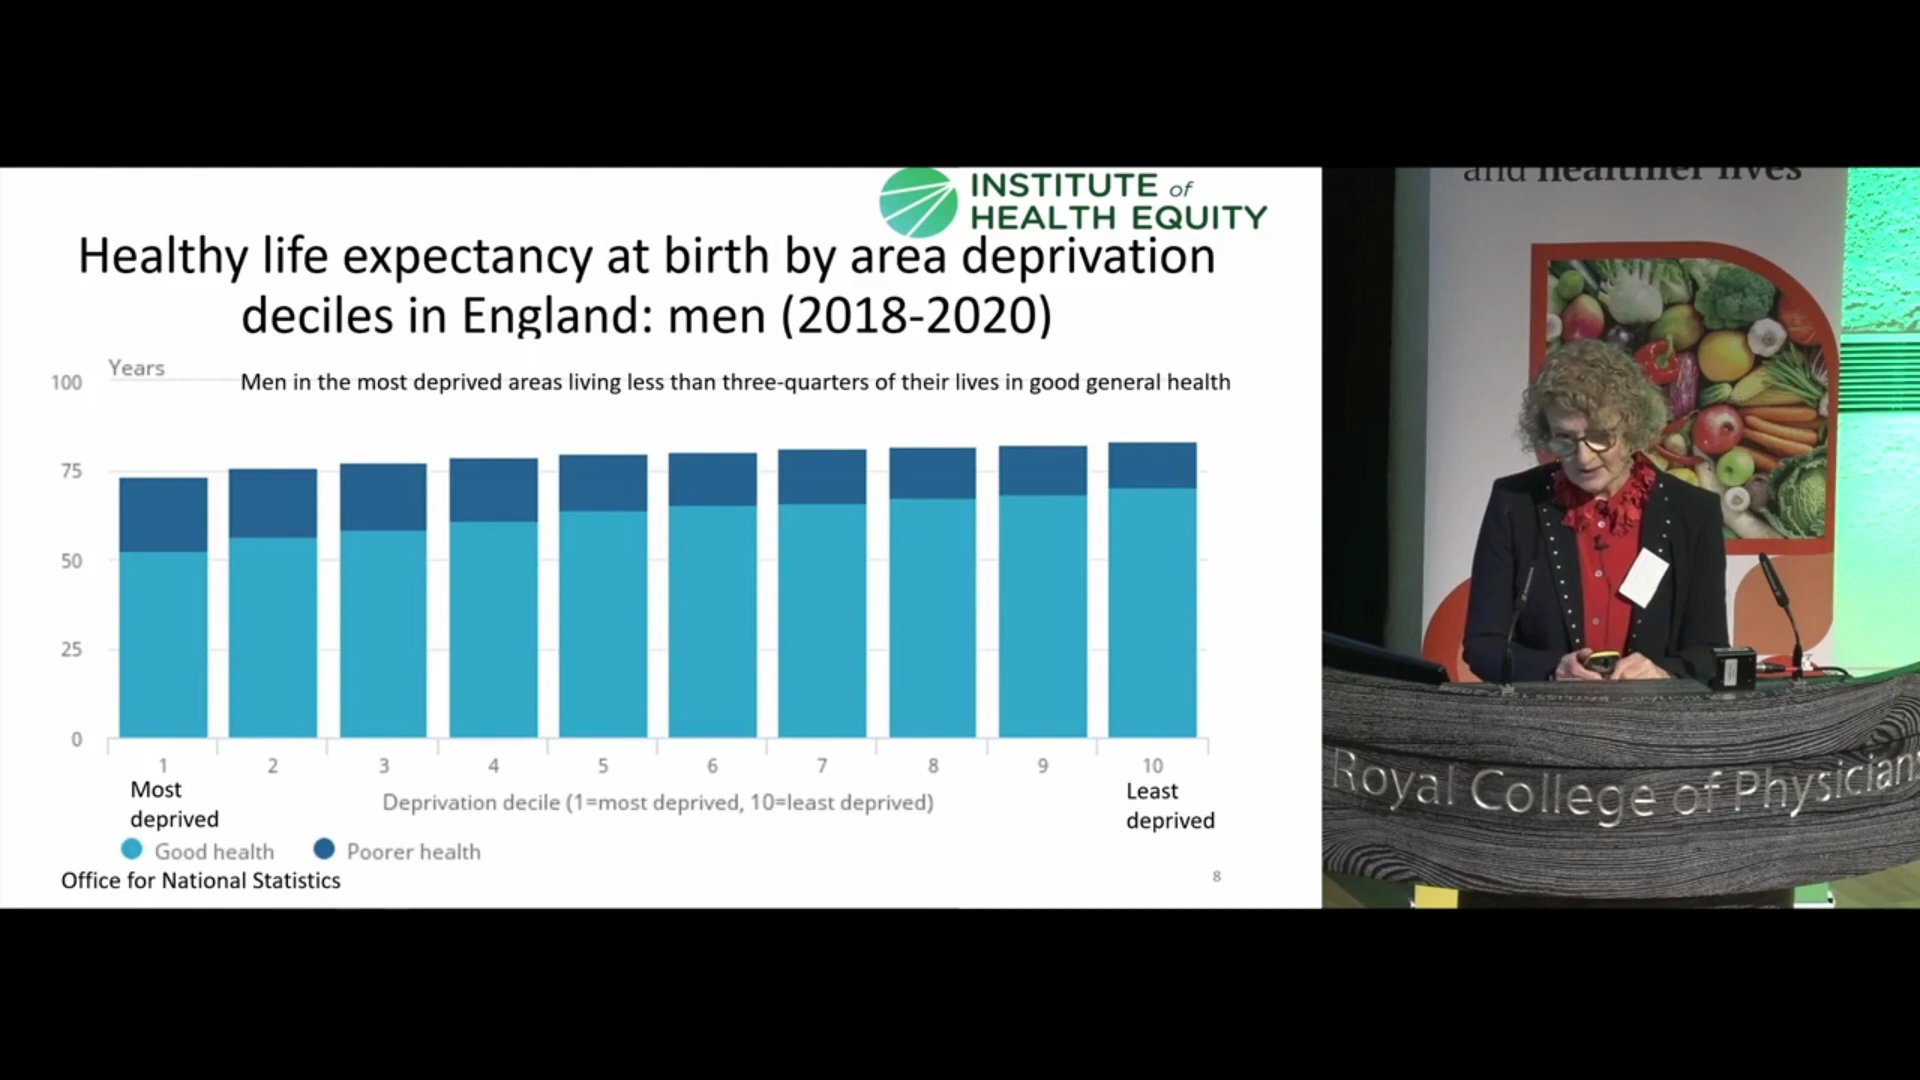 INSTITUTE of
HEALTH EQUITY
Healthy life expectancy at birth by area deprivation
deciles in England: men (2018-2020)
Years
Men in the most deprived areas living less than three-quarters of their lives in good general health
100
75
50
25
0
1 2 3 4 5 6 7 8 9 10
Most
deprived
Deprivation decile (1=most deprived, 10=least deprived)
Least
deprived
Good health Poorer health
Office for National Statistics
8
and healthier lives
Royal College of Physicians